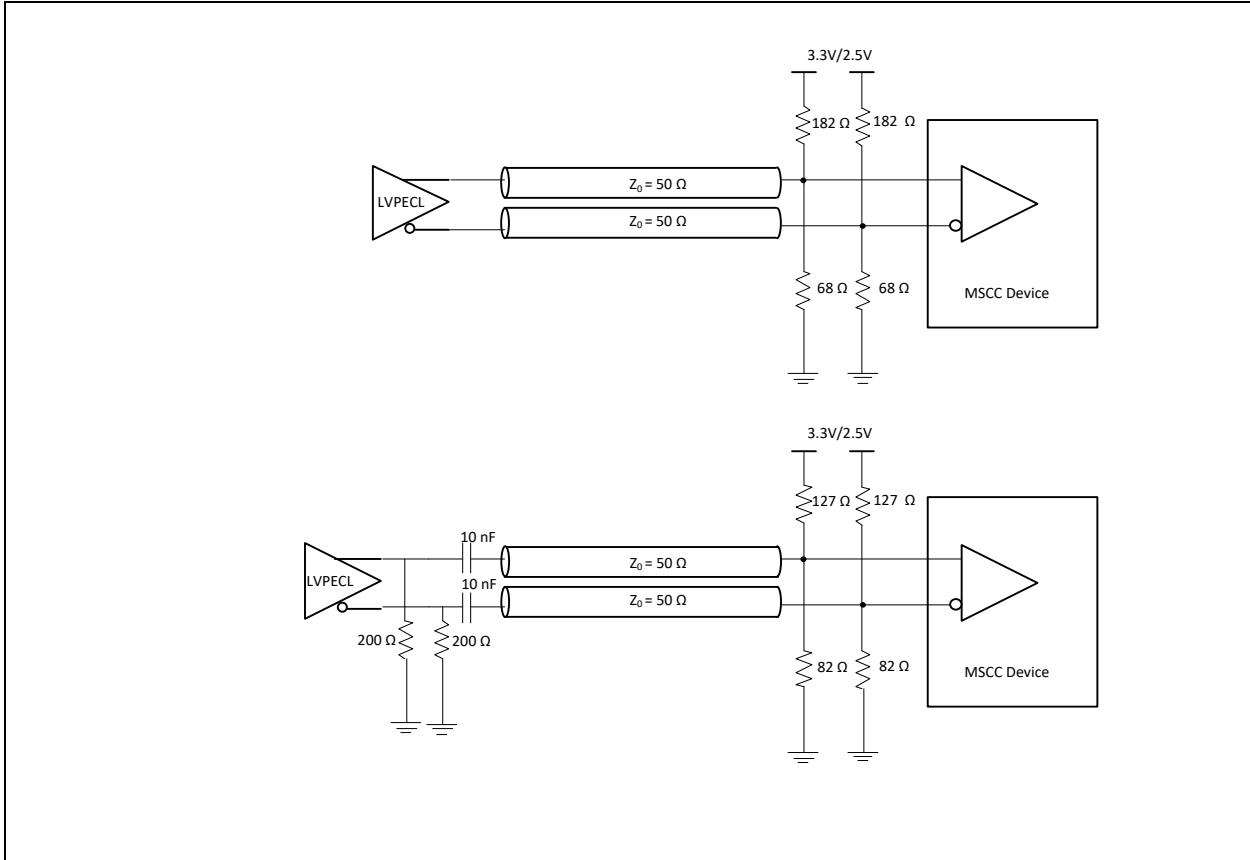 3.3V/2.5V
182 Ω
182 Ω
LVPECL
Z0 = 50 Ω
Z0 = 50 Ω
68 Ω
68 Ω
MSCC Device
3.3V/2.5V
127 Ω
127 Ω
10 nF
LVPECL
Z0 = 50 Ω
10 nF
Z0 = 50 Ω
200 Ω
200 Ω
82 Ω
82 Ω
MSCC Device